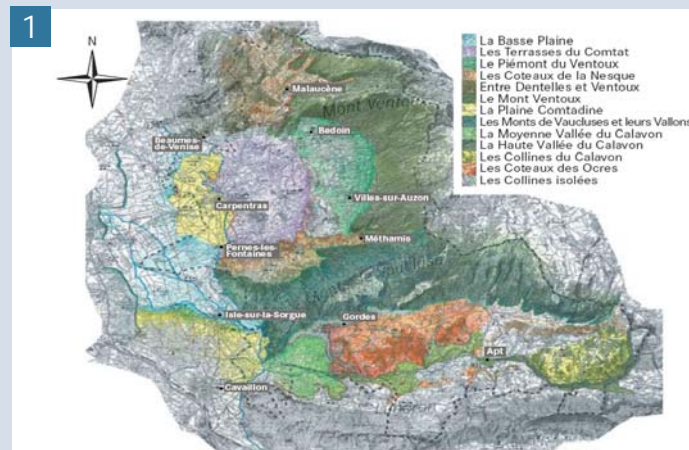 1
N
La Basse Plaine
Les Terrasses du Comtat
Le Piémont du Ventoux
Les Coteaux de la Nesque
Entre Dentelles et Ventoux
Le Mont Ventoux
La Plaine Comtadine
Les Monts de Vaucluses et leurs Vallons
La Moyenne Vallée du Calavon
La Haute Vallée du Calavon
Les Collines du Calavon
Les Coteaux des Ocres
Les Collines isolées
Malaucène
Mont Ventoux
Bedoin
Beaumes-
de-Venise
Villes-sur-Auzon
Carpentras
Méthamis
Pernes-les-
Fontaines
Isle-sur-la-Sorgue
Gordes
Apt
Cavaillon